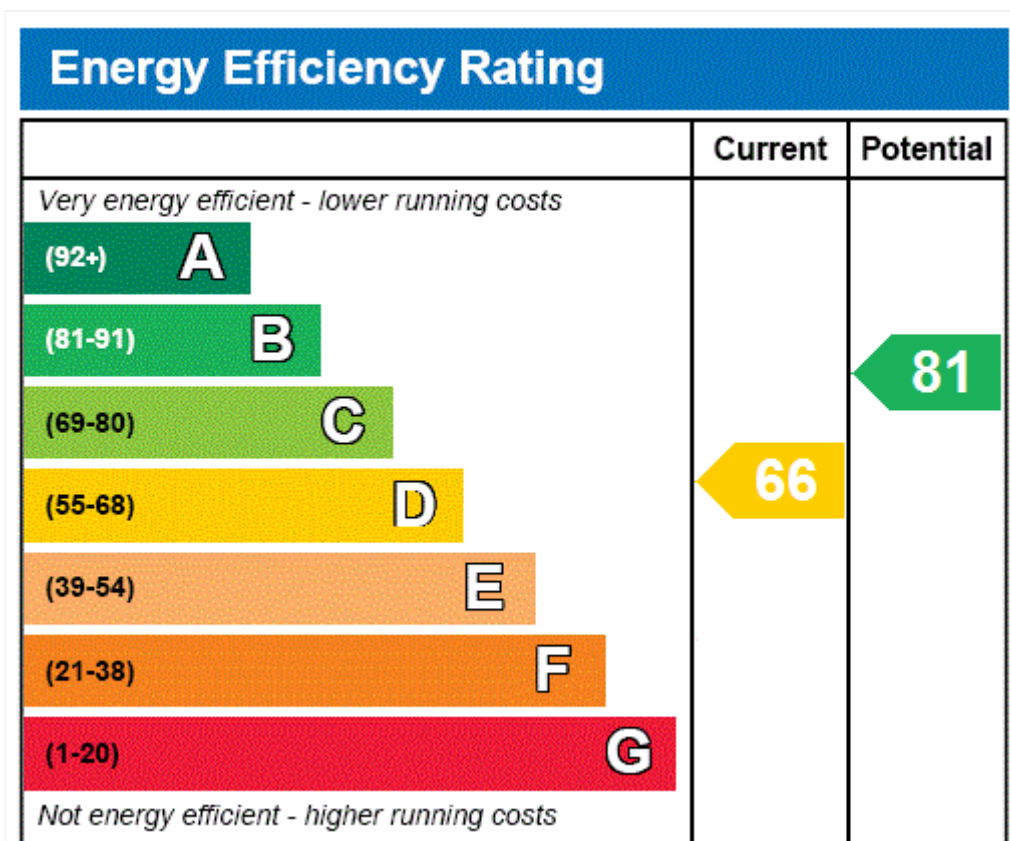 Energy Efficiency Rating
Current Potential
Very energy efficient - lower running costs
(92+) A
(81-91) B
81
(69-80) C
(55-68) D
66
(39-54) E
(21-38) F
(1-20) G
Not energy efficient - higher running costs